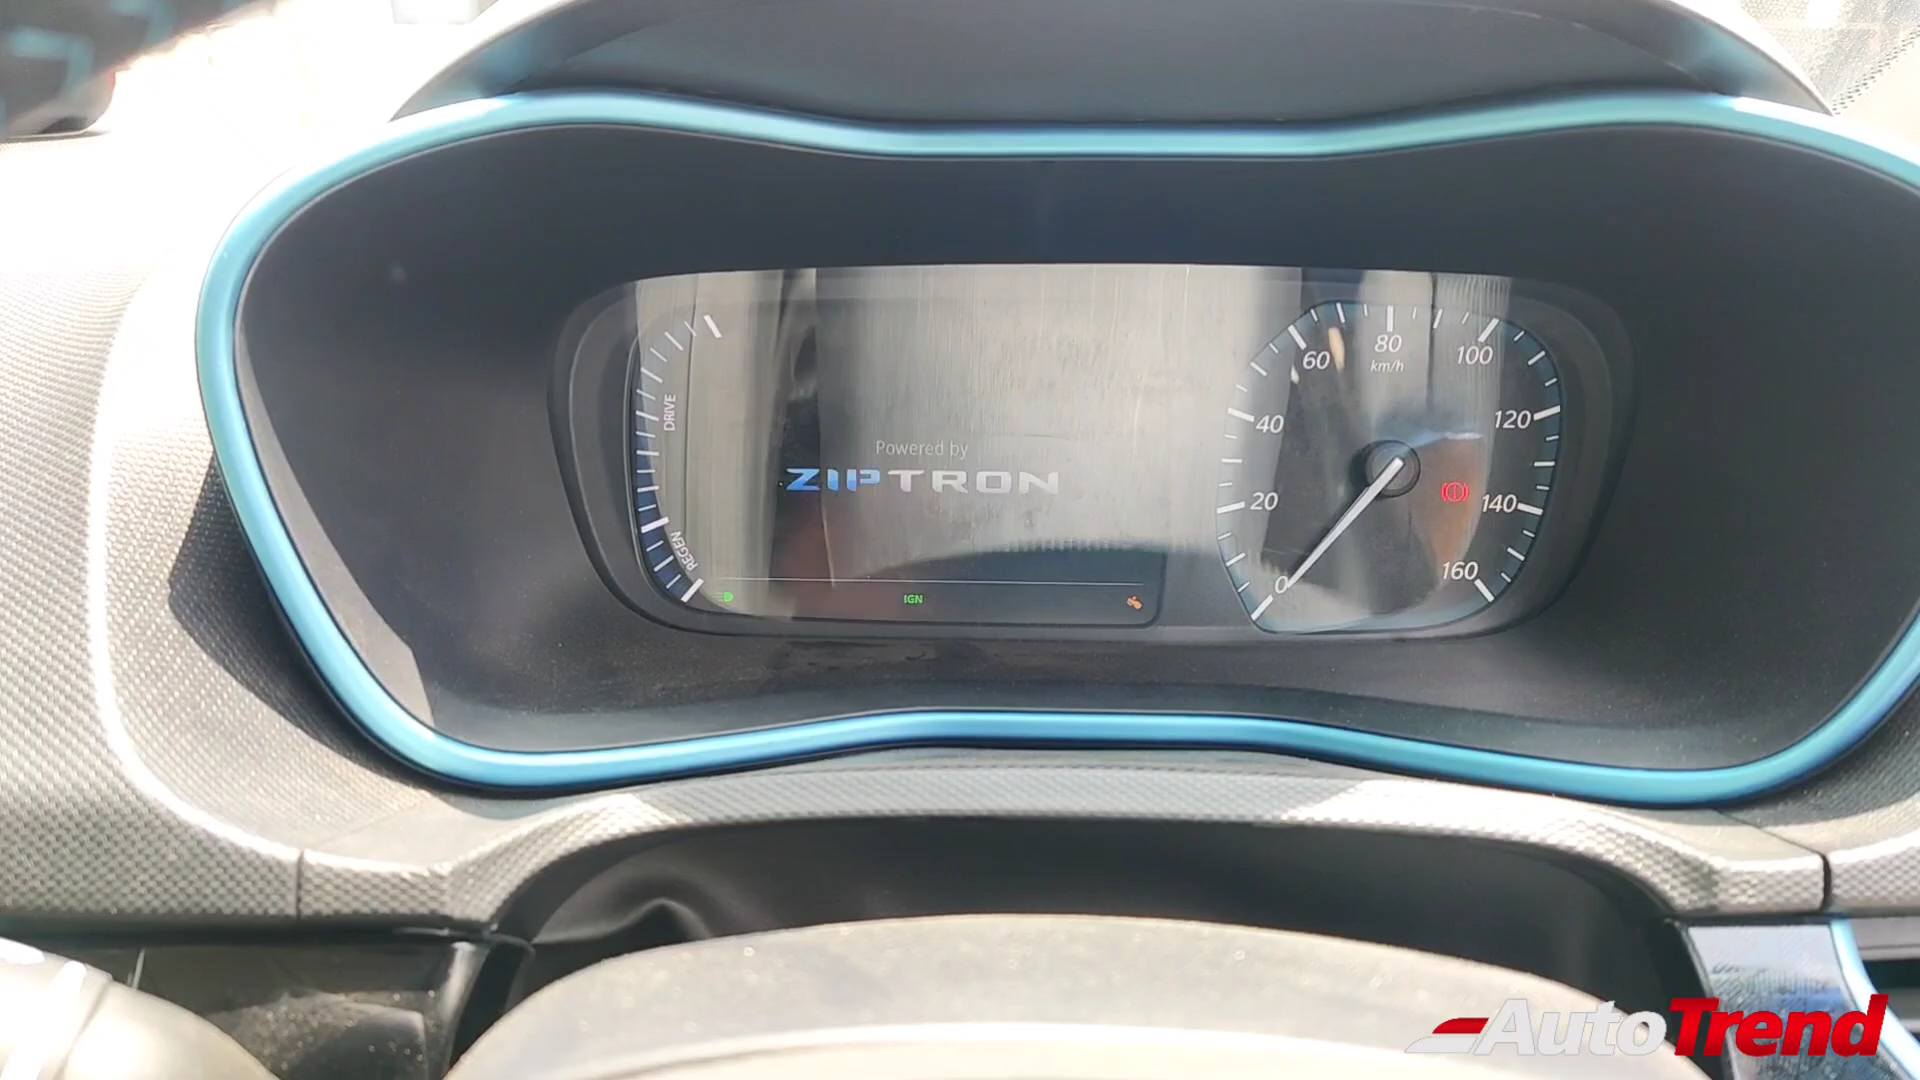 DRIVE
REGEN
Powered by
ZIPTRON
IGN
0
20
40
60
80
km/h
100
120
140
160
AutoTrend